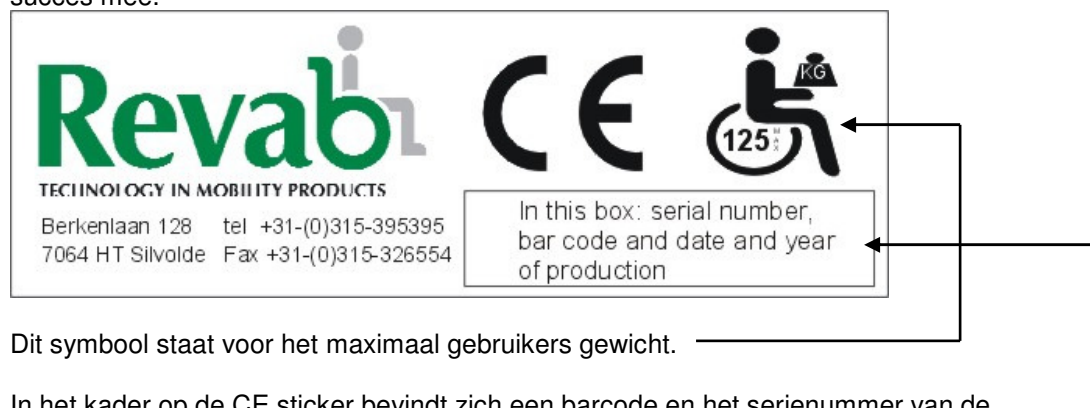 succes mee.
Revab
TECHNOLOGY IN MOBILITY PRODUCTS
Berkenlaan 128 tel +31-(0)315-395395
7064 HT Silvolde Fax +31-(0)315-326554
CE
KG
125 MAX
In this box: serial number,
bar code and date and year
of production
Dit symbool staat voor het maximaal gebruikers gewicht.
In het kader op de CE sticker bevindt zich een barcode en het serienummer van de